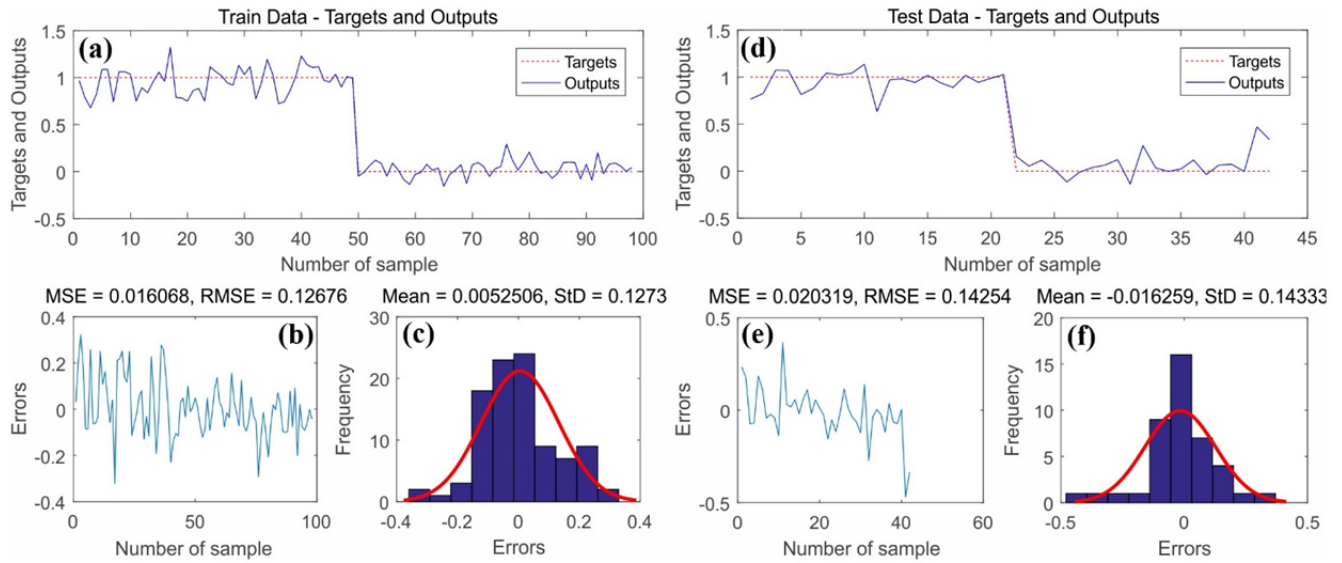 Train Data - Targets and Outputs
(a)
Targets
Outputs
Targets and Outputs
1.5
1
0.5
0
-0.5
0 10 20 30 40 50 60 70 80 90 100
Number of sample
Test Data - Targets and Outputs
(d)
Targets
Outputs
Targets and Outputs
1.5
1
0.5
0
-0.5
0 5 10 15 20 25 30 35 40 45
Number of sample
MSE = 0.016068, RMSE = 0.12676
(b)
Errors
0.4
0.2
0
-0.2
-0.4
0 50 100
Number of sample
Mean = 0.0052506, StD = 0.1273
(c)
Frequency
30
20
10
0
-0.4 -0.2 0 0.2 0.4
Errors
MSE = 0.020319, RMSE = 0.14254
(e)
Errors
0.5
0
-0.5
0 20 40 60
Number of sample
Mean = -0.016259, StD = 0.14333
(f)
Frequency
20
15
10
5
0
-0.5 0 0.5
Errors